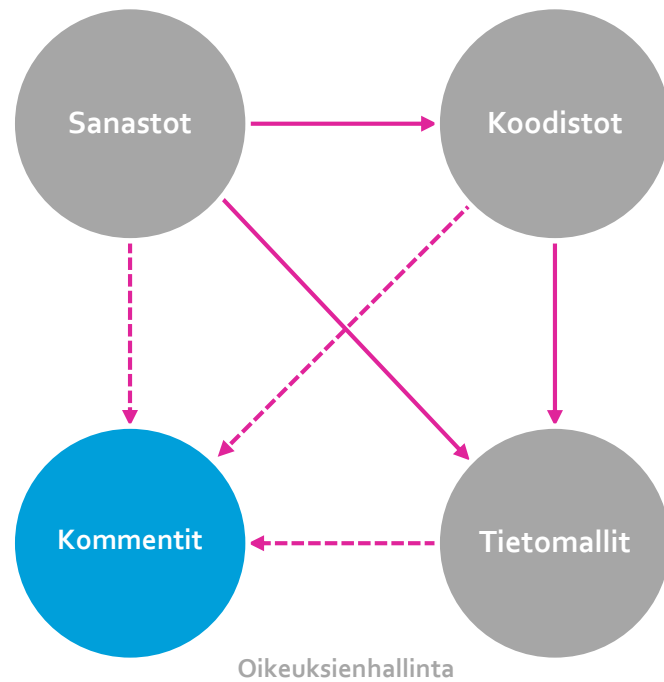 Sanastot
Koodistot
Kommentit
Tietomallit
Oikeuksienhallinta